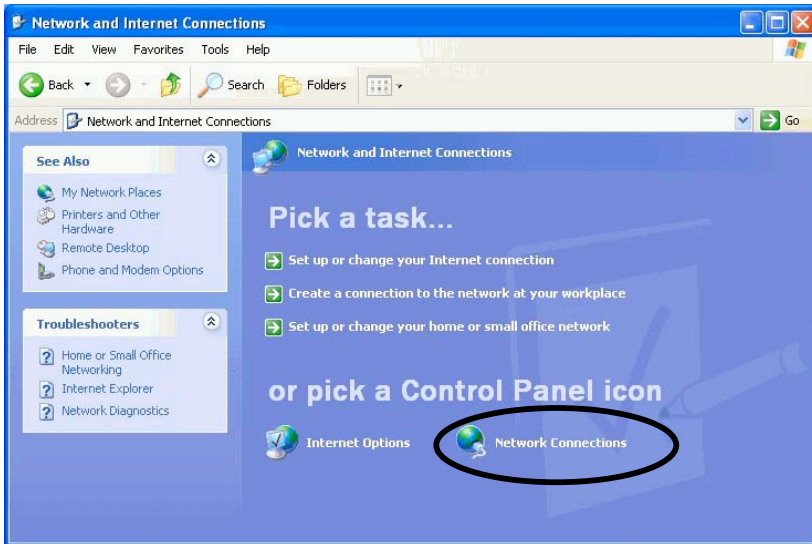 Network and Internet Connections
File Edit View Favorites Tools Help
Back Search Folders
Address Network and Internet Connections Go
See Also
My Network Places
Printers and Other
Hardware
Remote Desktop
Phone and Modem Options
Troubleshooters
Home or Small Office
Networking
Internet Explorer
Network Diagnostics
Network and Internet Connections
Pick a task...
Set up or change your Internet connection
Create a connection to the network at your workplace
Set up or change your home or small office network
or pick a Control Panel icon
Internet Options Network Connections